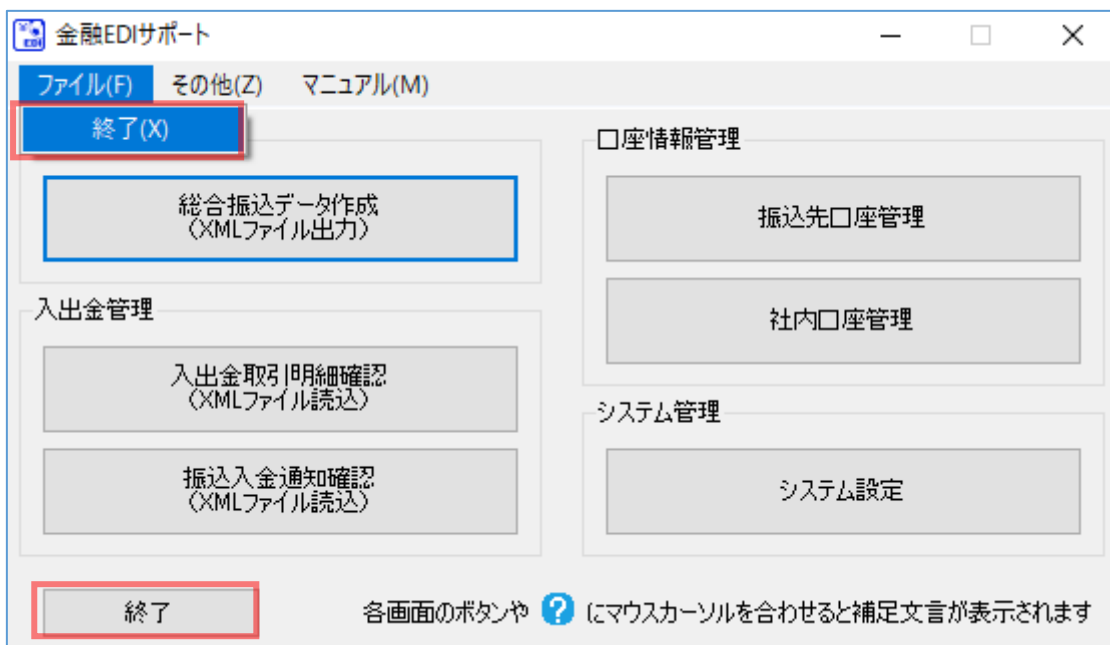 金融EDIサポート
ファイル(F) その他(Z) マニュアル(M)
終了(X)
総合振込データ作成
(XMLファイル出力)
入出金管理
入出金取引明細確認
(XMLファイル読込)
振込入金通知確認
(XMLファイル読込)
口座情報管理
振込先口座管理
社内口座管理
システム管理
システム設定
終了
各画面のボタンや ? にマウスカーソルを合わせると補足文言が表示されます